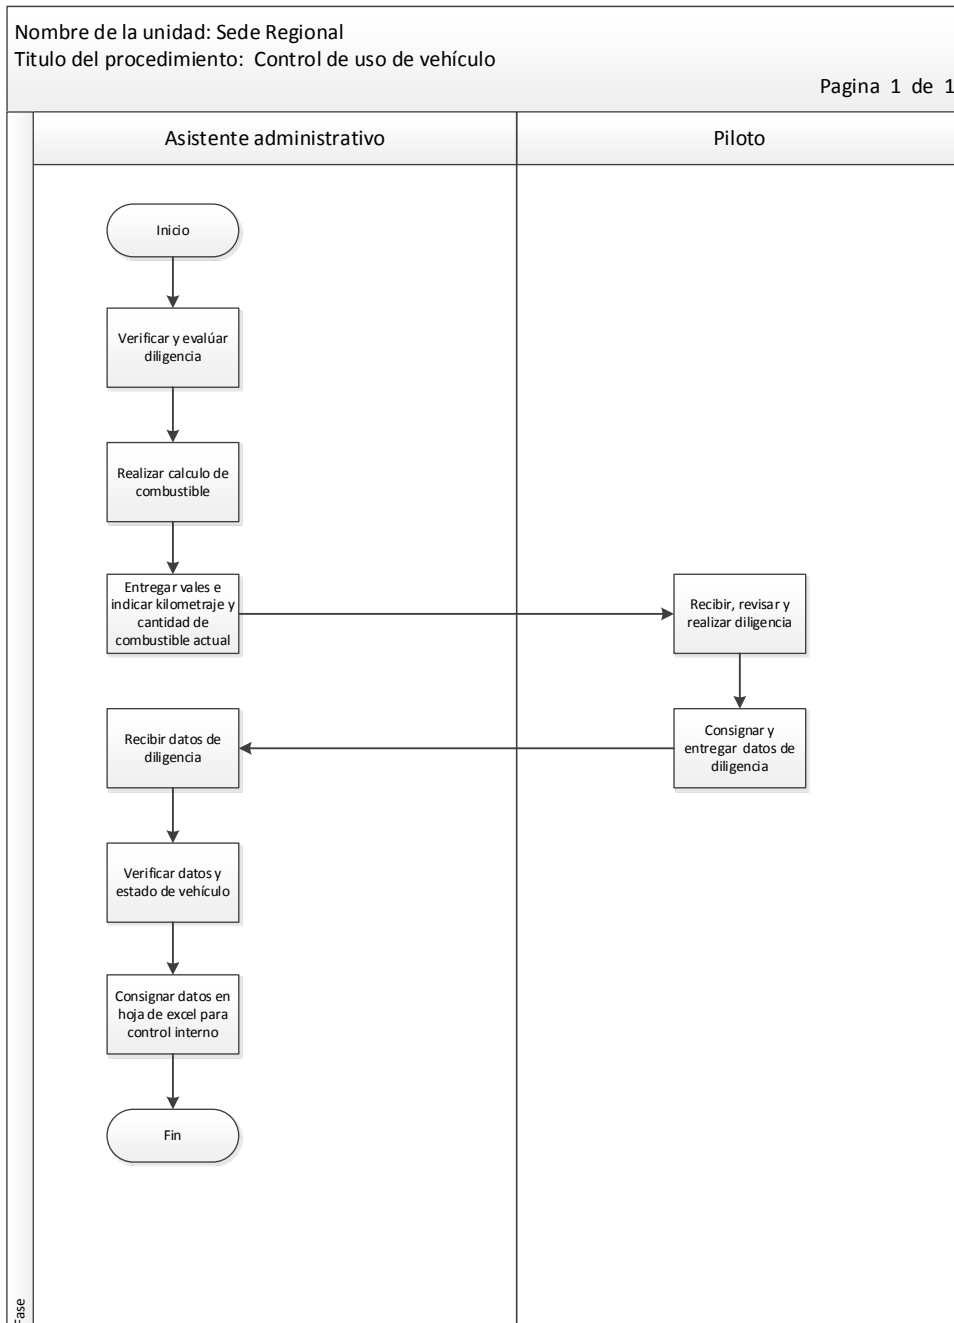 Nombre de la unidad: Sede Regional
Titulo del procedimiento: Control de uso de vehículo
Pagina 1 de 1
Asistente administrativo
Piloto
Inicio
Verificar y evalúar
diligencia
Realizar calculo de
combustible
Entregar vales e
indicar kilometraje y
cantidad de
combustible actual
Recibir, revisar y
realizar diligencia
Consignar y
entregar datos de
diligencia
Recibir datos de
diligencia
Verificar datos y
estado de vehículo
Consignar datos en
hoja de excel para
control interno
Fin
Fase